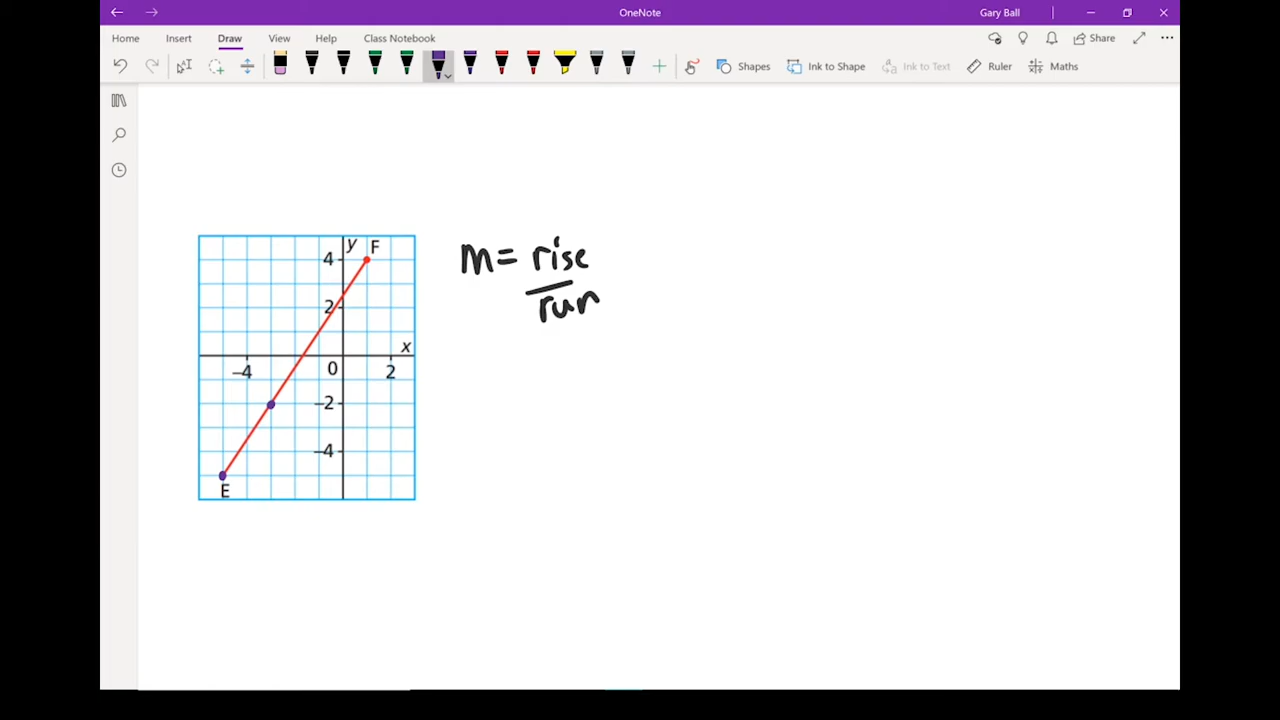 OneNote
Gary Ball
Home Insert Draw View Help Class Notebook
Share
Shapes Ink to Shape Ink to Text Ruler Maths
y F
4
2
x
-4 0 2
-2
-4
E
m = rise
run